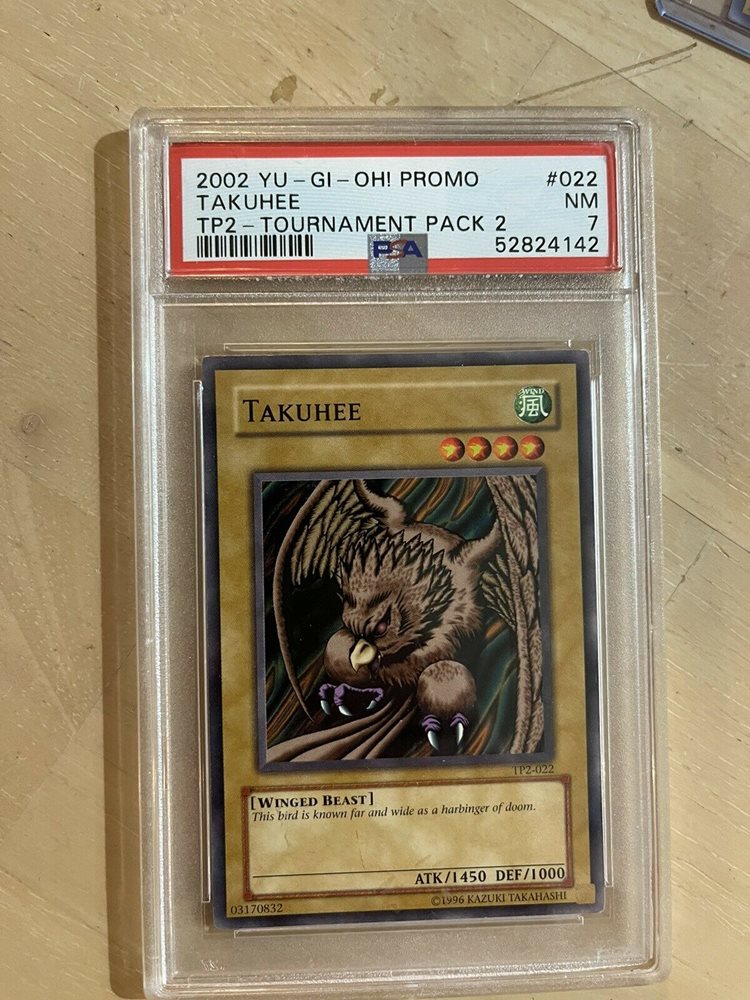 2002 YU-GI-OH! PROMO #022
TAKUHEE NM
TP2-TOURNAMENT PACK 2 7
PSA 52824142
TAKUHEE
WIND
風
TP2-022
[WINGED BEAST]
This bird is known far and wide as a harbinger of doom.
ATK/1450 DEF/1000
03170832 ©1996 KAZUKI TAKAHASHI